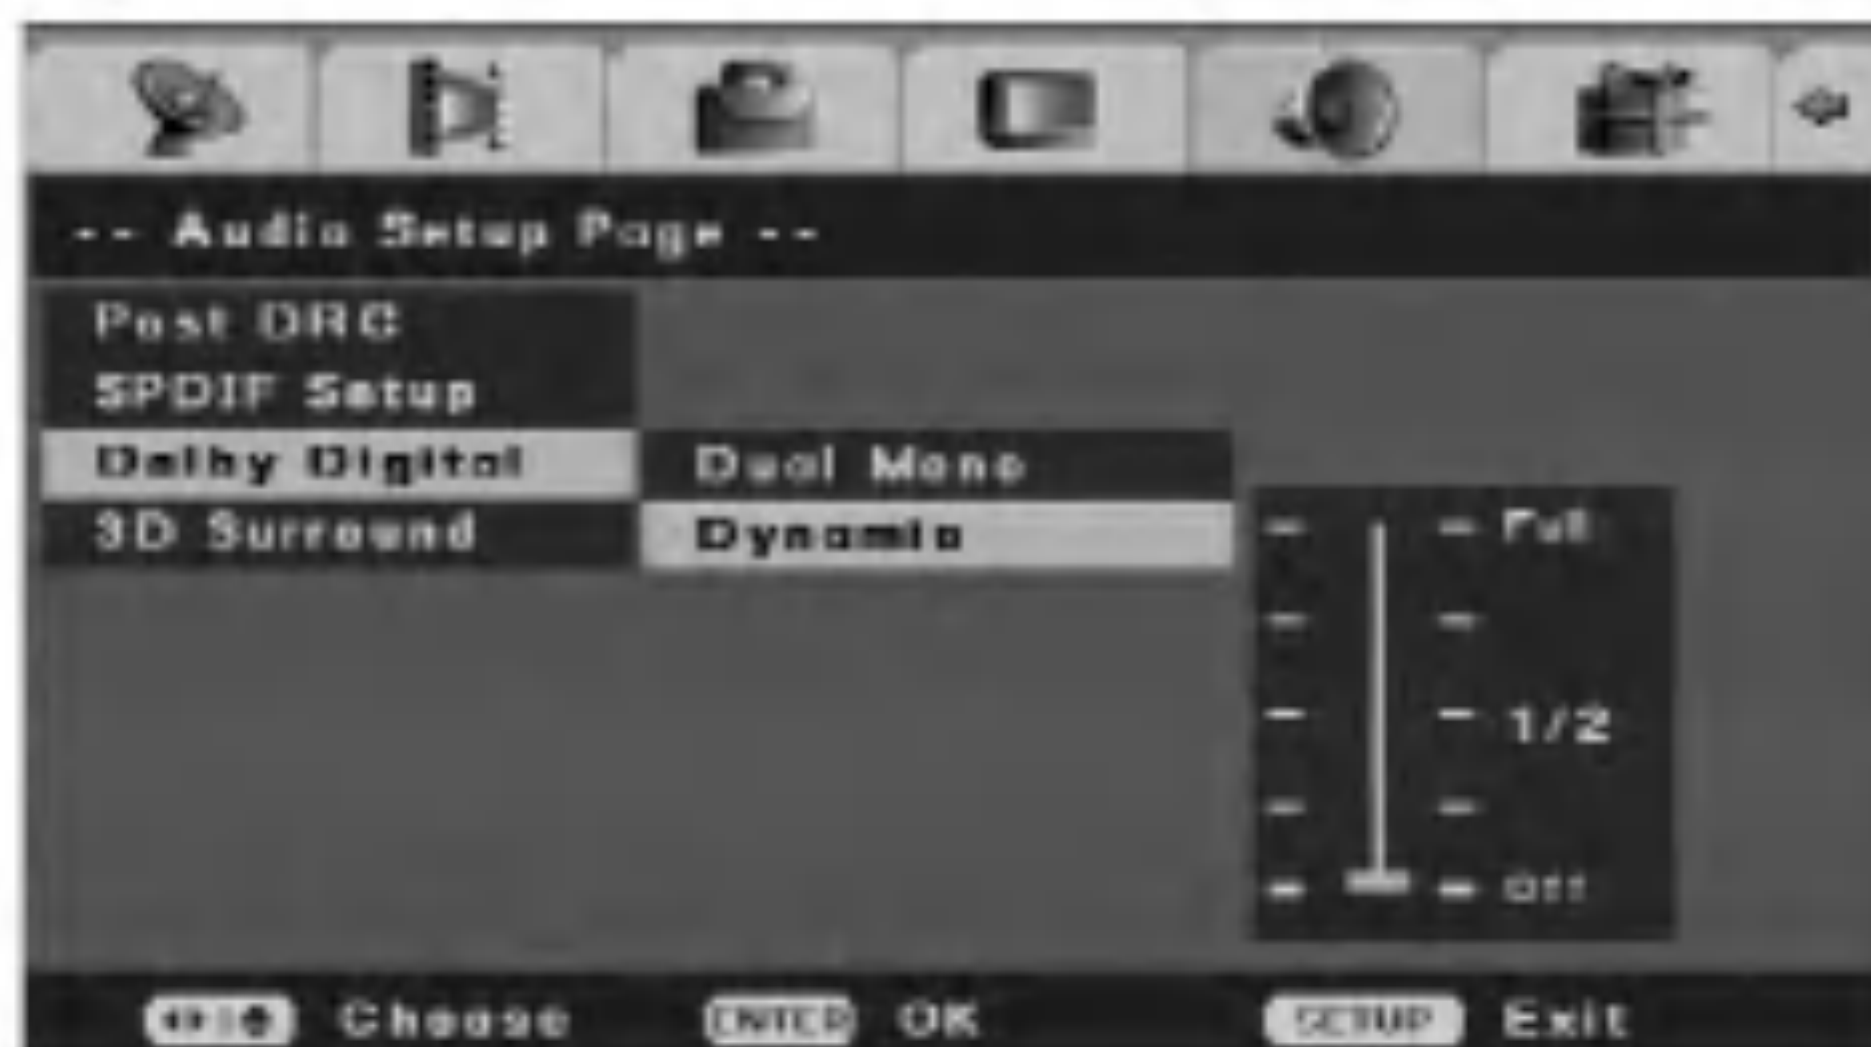 -- Audio Setup Page --
Post DRC
SPDIF Setup
Dolby Digital
Dual Mono
3D Surround
Dynamic
Full
1/2
Off
Choose
ENTER OK
SETUP Exit